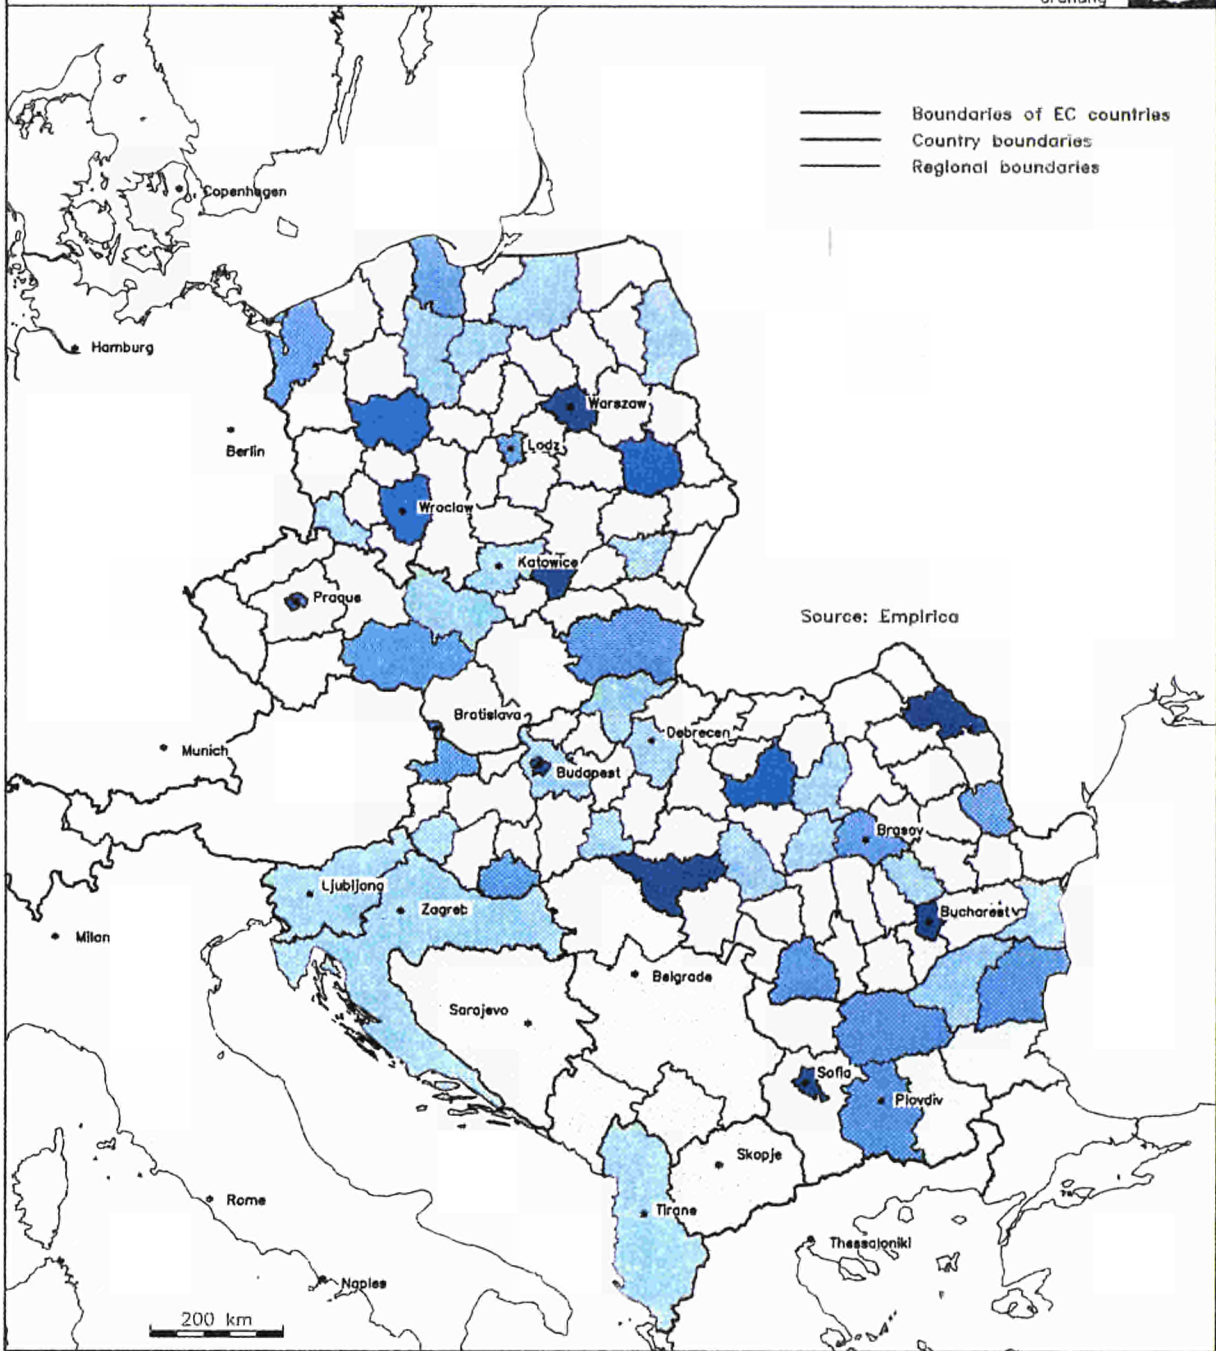 Boundaries of EC countries
Country boundaries
Regional boundaries
Copenhagen
Hamburg
Warszaw
Berlin
Lodz
Wroclaw
Katowice
Praque
Source: Empirica
Bratislava
Debrecen
Munich
Budapest
Brasov
Ljubljana
Zagreb
Bucharest
Milan
Belgrade
Sarajevo
Sofia
Plovdiv
Skopje
Rome
Tirane
Thessaloniki
Naples
200 km